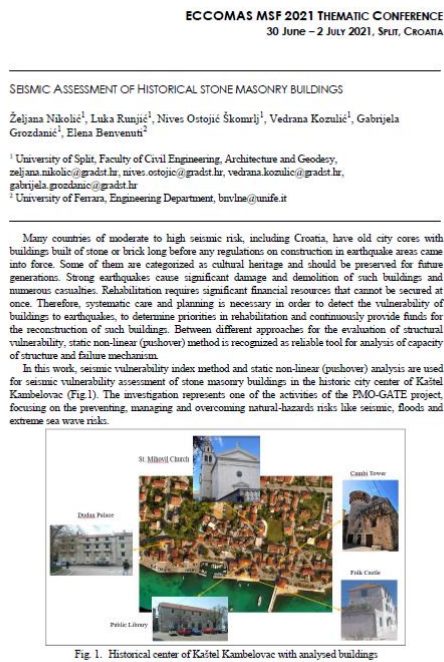 ECCOMAS MSF 2021 THEMATIC CONFERENCE
30 JUNE – 2 JULY 2021, SPLIT, CROATIA
SEISMIC ASSESSMENT OF HISTORICAL STONE MASONRY BUILDINGS
Željana Nikolić¹, Luka Runjić¹, Nives Ostojić Škomrlj¹, Vedrana Kozulić¹, Gabrijela
Grozdanić¹, Elena Benvenuti²
¹ University of Split, Faculty of Civil Engineering, Architecture and Geodesy,
zeljana.nikolic@gradst.hr, nives.ostojic@gradst.hr, vedrana.kozulic@gradst.hr,
gabrijela.grozdanic@gradst.hr
² University of Ferrara, Engineering Department, bnvlne@unife.it
Many countries of moderate to high seismic risk, including Croatia, have old city cores with
buildings built of stone or brick long before any regulations on construction in earthquake areas came
into force. Some of them are categorized as cultural heritage and should be preserved for future
generations. Strong earthquakes cause significant damage and demolition of such buildings and
numerous casualties. Rehabilitation requires significant financial resources that cannot be secured at
once. Therefore, systematic care and planning is necessary in order to detect the vulnerability of
buildings to earthquakes, to determine priorities in rehabilitation and continuously provide funds for
the reconstruction of such buildings. Between different approaches for the evaluation of structural
vulnerability, static non-linear (pushover) method is recognized as reliable tool for analysis of capacity
of structure and failure mechanism.
In this work, seismic vulnerability index method and static non-linear (pushover) analysis are used
for seismic vulnerability assessment of stone masonry buildings in the historic city center of Kaštel
Kambelovac (Fig.1). The investigation represents one of the activities of the PMO-GATE project,
focusing on the preventing, managing and overcoming natural-hazards risks like seismic, floods and
extreme sea wave risks.
St. Mihovil Church
Cambi Tower
Dudan Palace
Folk Castle
Public Library
Fig. 1. Historical center of Kaštel Kambelovac with analysed buildings